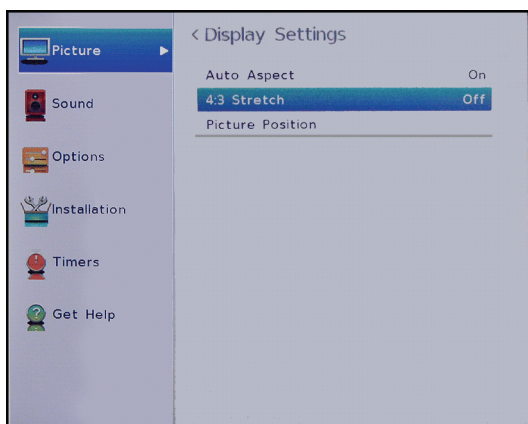 Picture
Sound
Options
Installation
Timers
Get Help
< Display Settings
Auto Aspect On
4:3 Stretch Off
Picture Position